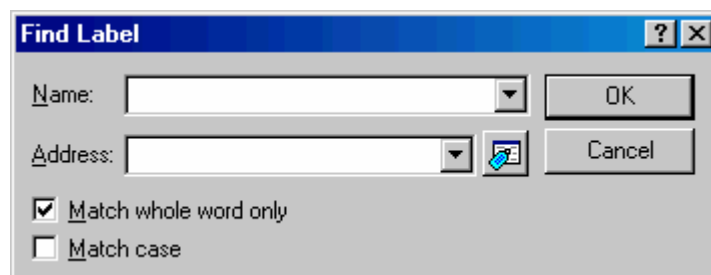 Find Label
Name:
OK
Address:
Cancel
Match whole word only
Match case